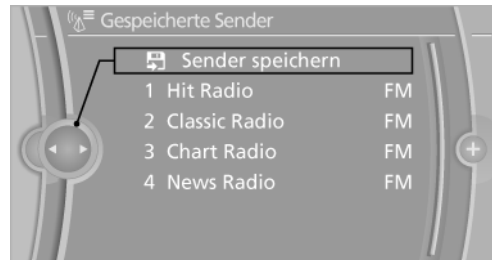 Gespeicherte Sender
Sender speichern
1 Hit Radio FM
2 Classic Radio FM
3 Chart Radio FM
4 News Radio FM